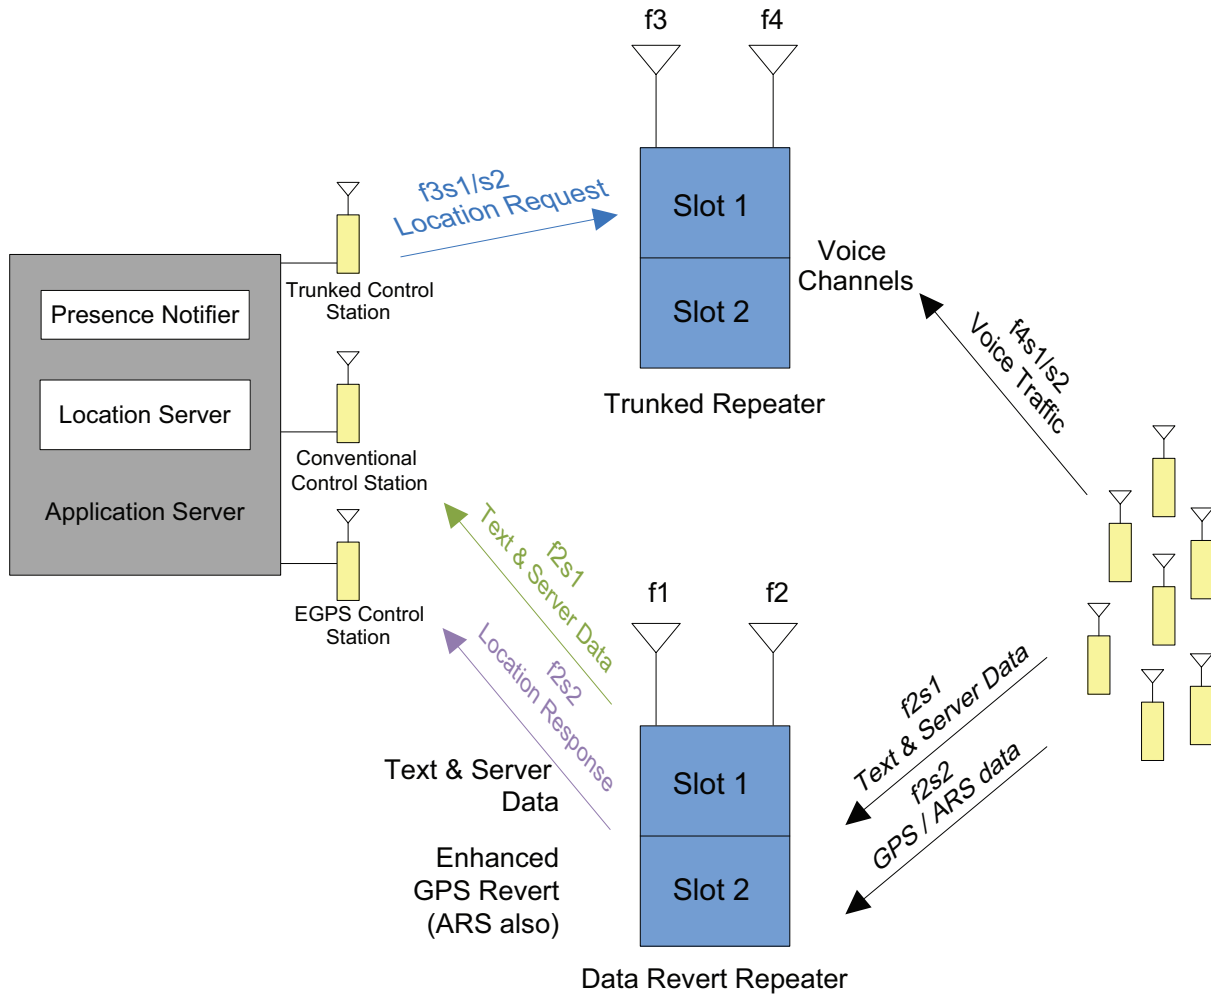 f3
f4
f3s1/s2
Location Request
Slot 1
Slot 2
Voice
Channels
Trunked Repeater
Trunked Control
Station
Presence Notifier
Location Server
Application Server
Conventional
Control Station
EGPS Control
Station
f4s1/s2
Voice Traffic
f2s1
Text & Server Data
f2s2
Location Response
f1
f2
f2s1
Text & Server Data
f2s2
GPS / ARS data
Text & Server
Data
Slot 1
Enhanced
GPS Revert
(ARS also)
Slot 2
Data Revert Repeater